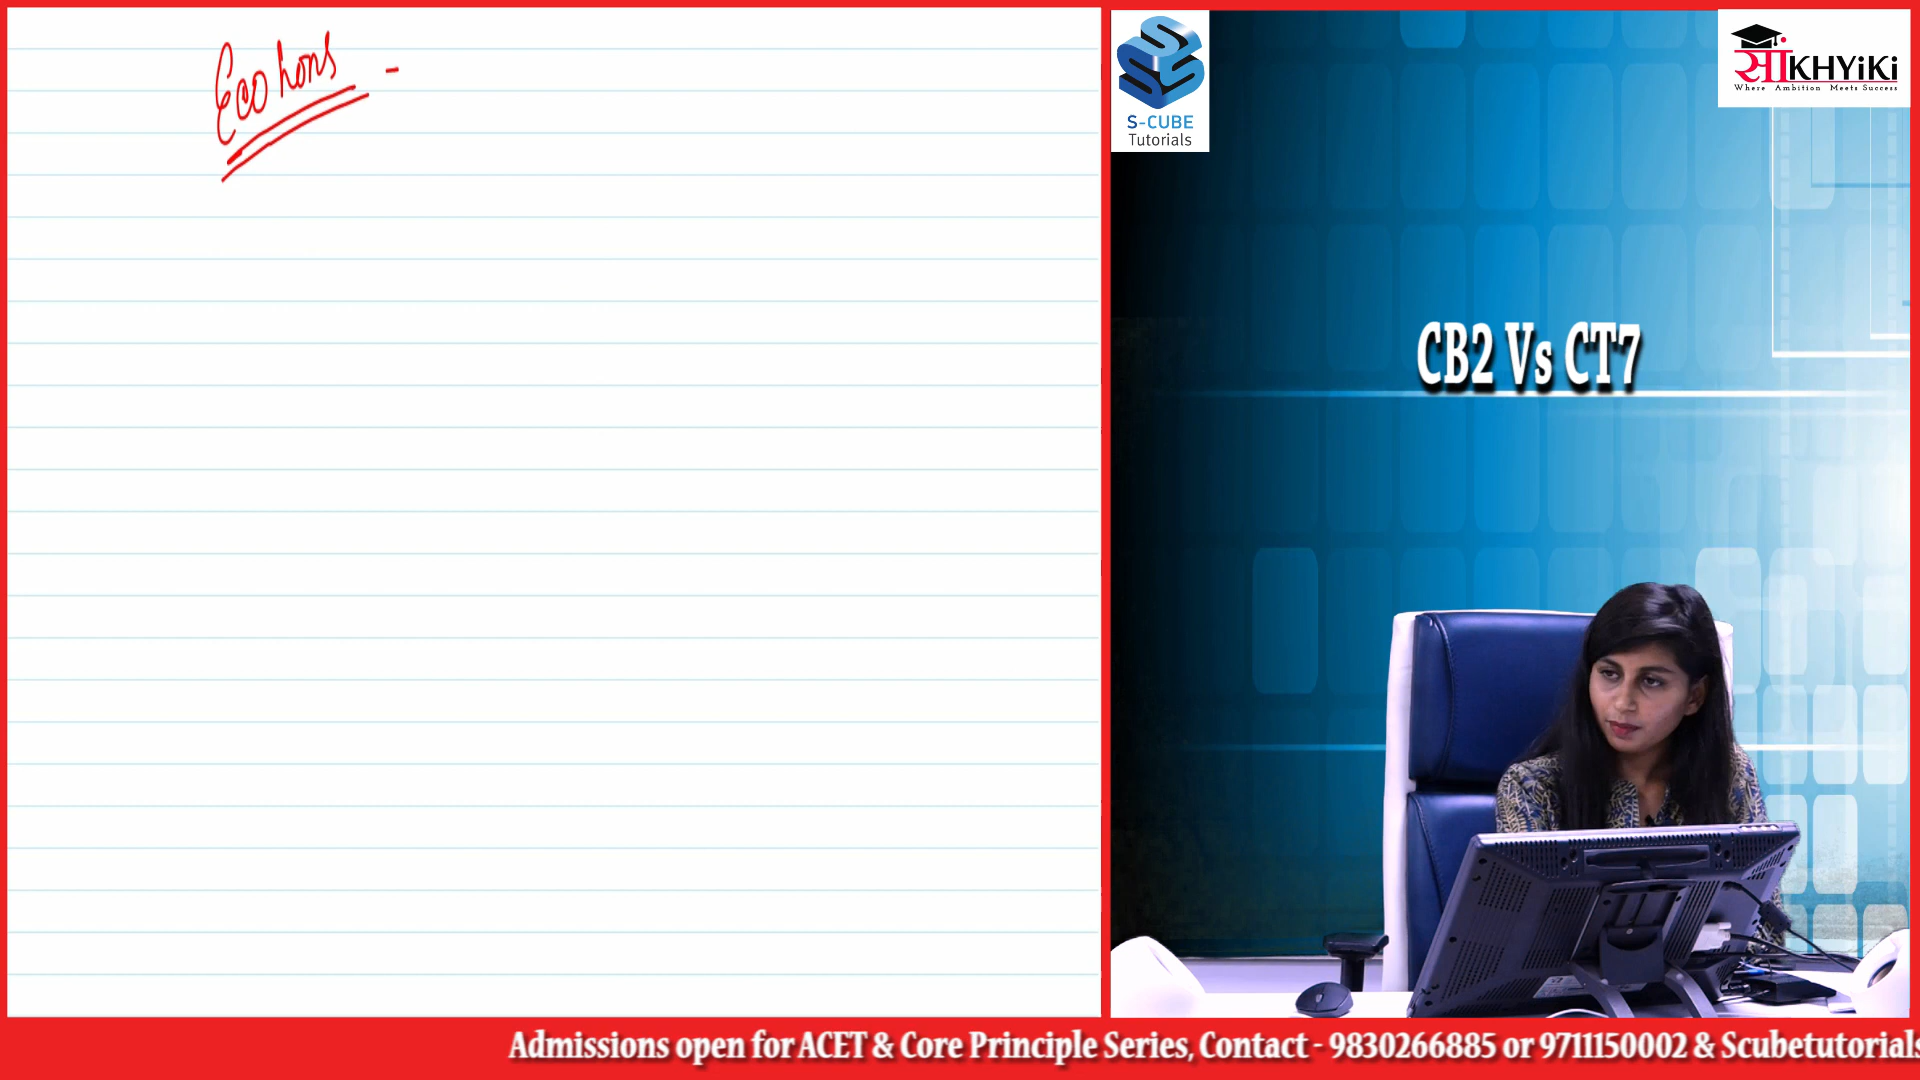 Eco hons -
S-CUBE
Tutorials
सांKHYiKi
Where Ambition Meets Success
CB2 Vs CT7
Admissions open for ACET & Core Principle Series, Contact - 9830266885 or 9711150002 & Scubetutorials